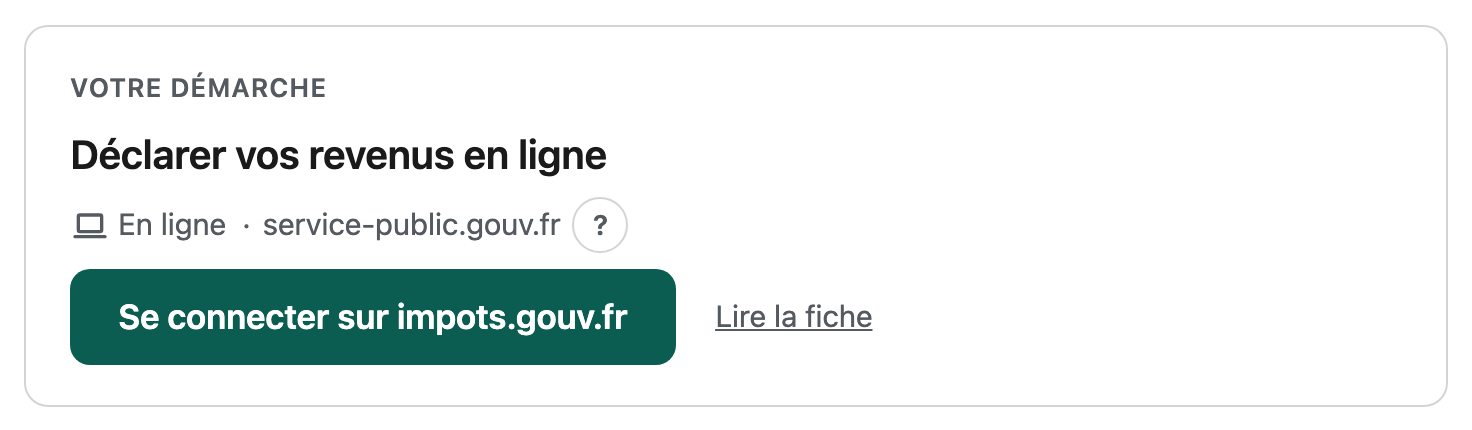 VOTRE DÉMARCHE
Déclarer vos revenus en ligne
En ligne · service-public.gouv.fr ?
Se connecter sur impots.gouv.fr Lire la fiche